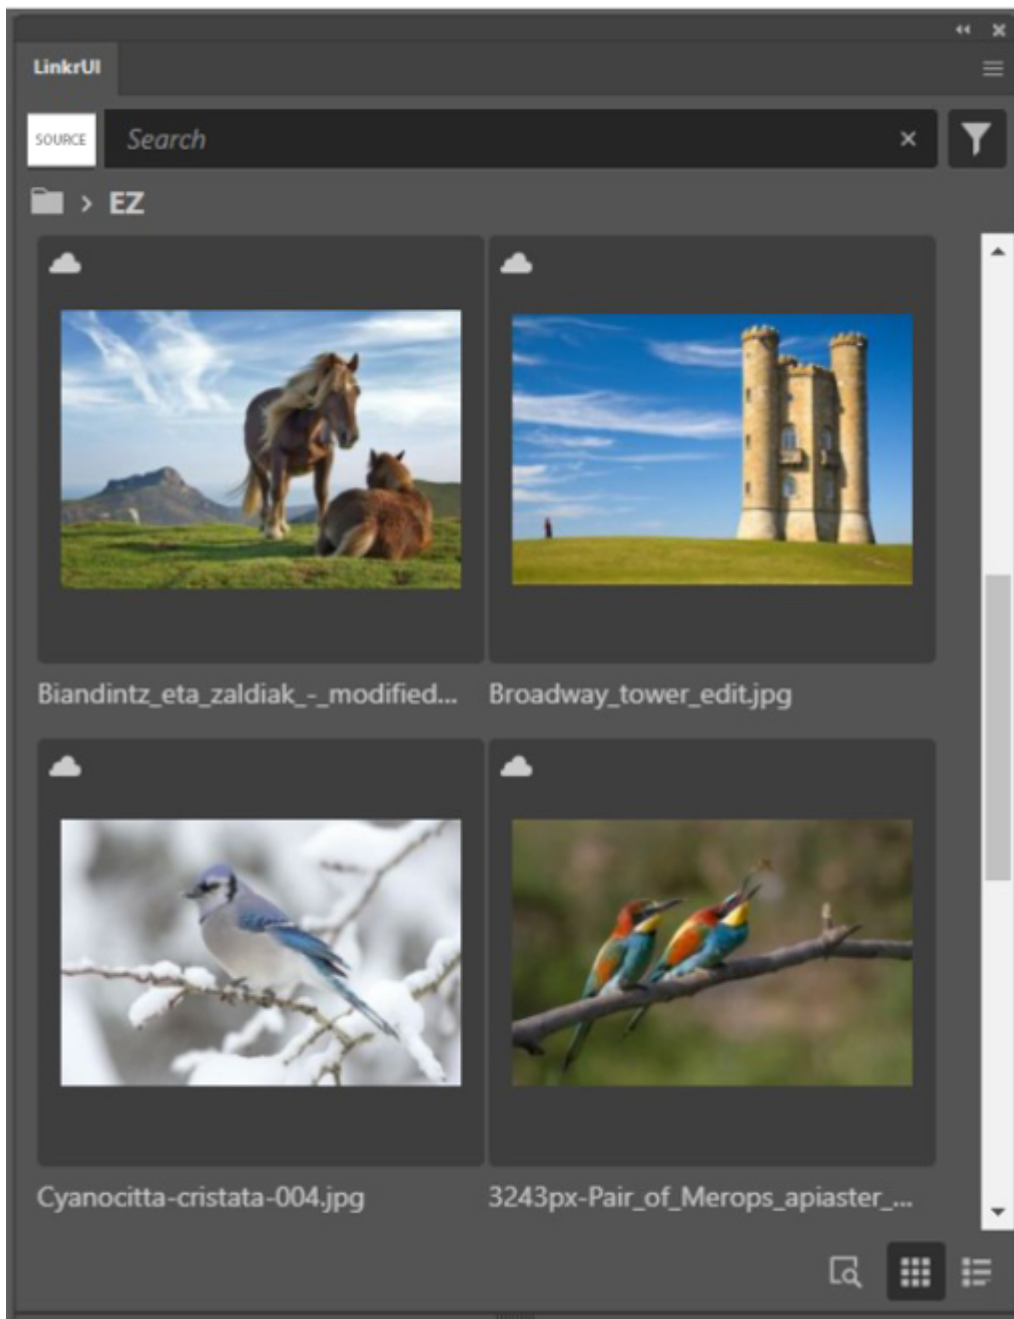 LinkrUI
SOURCE
Search
EZ
Biandintz_eta_zaldiak_-_modified...
Broadway_tower_edit.jpg
Cyanocitta-cristata-004.jpg
3243px-Pair_of_Merops_apiaster_...